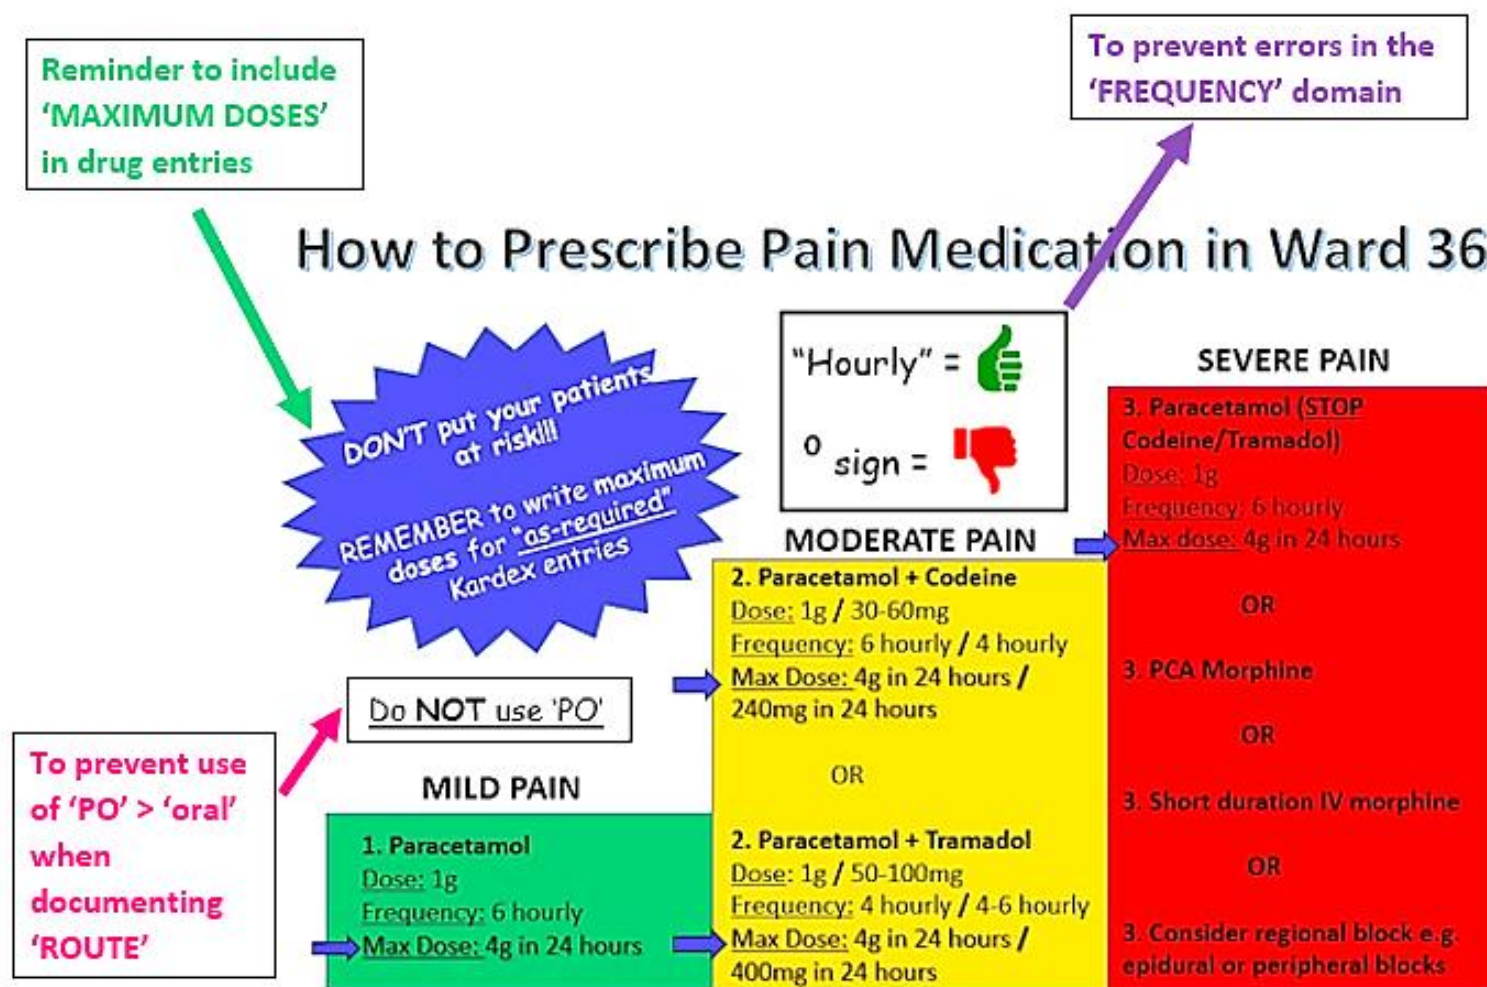 Reminder to include
‘MAXIMUM DOSES’
in drug entries
To prevent errors in the
‘FREQUENCY’ domain
How to Prescribe Pain Medication in Ward 36
DON'T put your patients
at risk!!!
REMEMBER to write maximum
doses for "as-required"
Kardex entries
"Hourly" =
o sign =
Do NOT use 'PO'
To prevent use
of ‘PO’ > ‘oral’
when
documenting
‘ROUTE’
MILD PAIN
1. Paracetamol
Dose: 1g
Frequency: 6 hourly
Max Dose: 4g in 24 hours
MODERATE PAIN
2. Paracetamol + Codeine
Dose: 1g / 30-60mg
Frequency: 6 hourly / 4 hourly
Max Dose: 4g in 24 hours /
240mg in 24 hours
OR
2. Paracetamol + Tramadol
Dose: 1g / 50-100mg
Frequency: 4 hourly / 4-6 hourly
Max Dose: 4g in 24 hours /
400mg in 24 hours
SEVERE PAIN
3. Paracetamol (STOP
Codeine/Tramadol)
Dose: 1g
Frequency: 6 hourly
Max dose: 4g in 24 hours
OR
3. PCA Morphine
OR
3. Short duration IV morphine
OR
3. Consider regional block e.g.
epidural or peripheral blocks